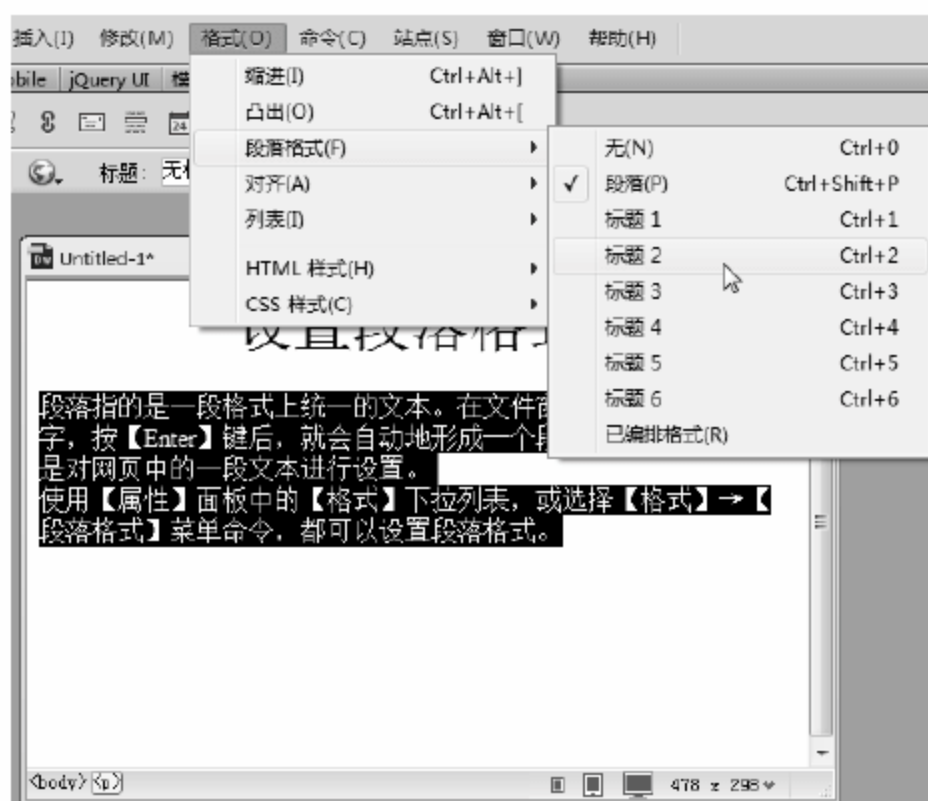 插入(I) 修改(M) 格式(O) 命令(C) 站点(S) 窗口(W) 帮助(H)
bile jQuery UI
缩进(I) Ctrl+Alt+]
凸出(O) Ctrl+Alt+[
段落格式(F)
对齐(A)
列表(I)
HTML 样式(H)
CSS 样式(C)
无(N) Ctrl+0
段落(P) Ctrl+Shift+P
标题 1 Ctrl+1
标题 2 Ctrl+2
标题 3 Ctrl+3
标题 4 Ctrl+4
标题 5 Ctrl+5
标题 6 Ctrl+6
已编排格式(R)
24
标题: 无
Dw Untitled-1*
设置段落格
段落指的是一段格式上统一的文本。在文件
字，按【Enter】键后，就会自动地形成一个
是对网页中的一段文本进行设置。
使用【属性】面板中的【格式】下拉列表，或选择【格式】→【
段落格式】菜单命令，都可以设置段落格式。
<body> <p> 478 x 298